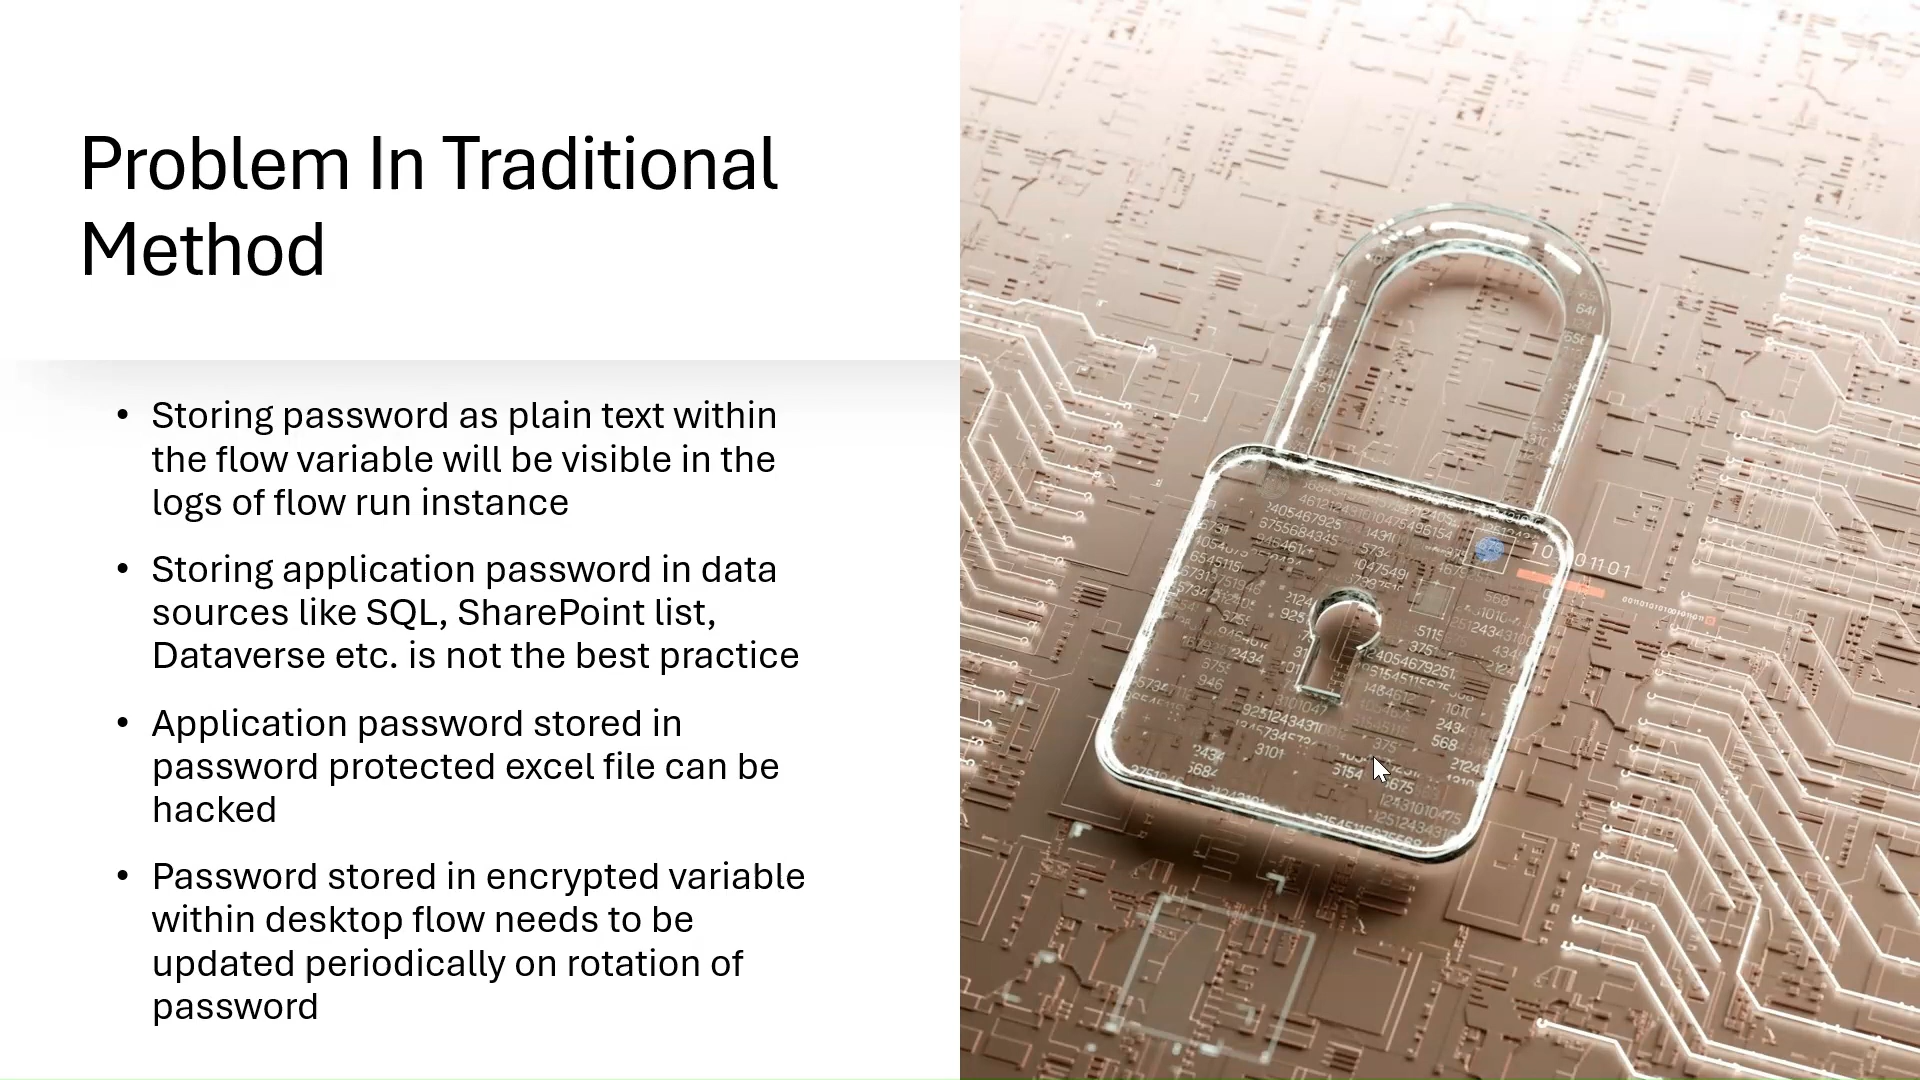 Problem In Traditional
Method
• Storing password as plain text within
the flow variable will be visible in the
logs of flow run instance
• Storing application password in data
sources like SQL, SharePoint list,
Dataverse etc. is not the best practice
• Application password stored in
password protected excel file can be
hacked
• Password stored in encrypted variable
within desktop flow needs to be
updated periodically on rotation of
password